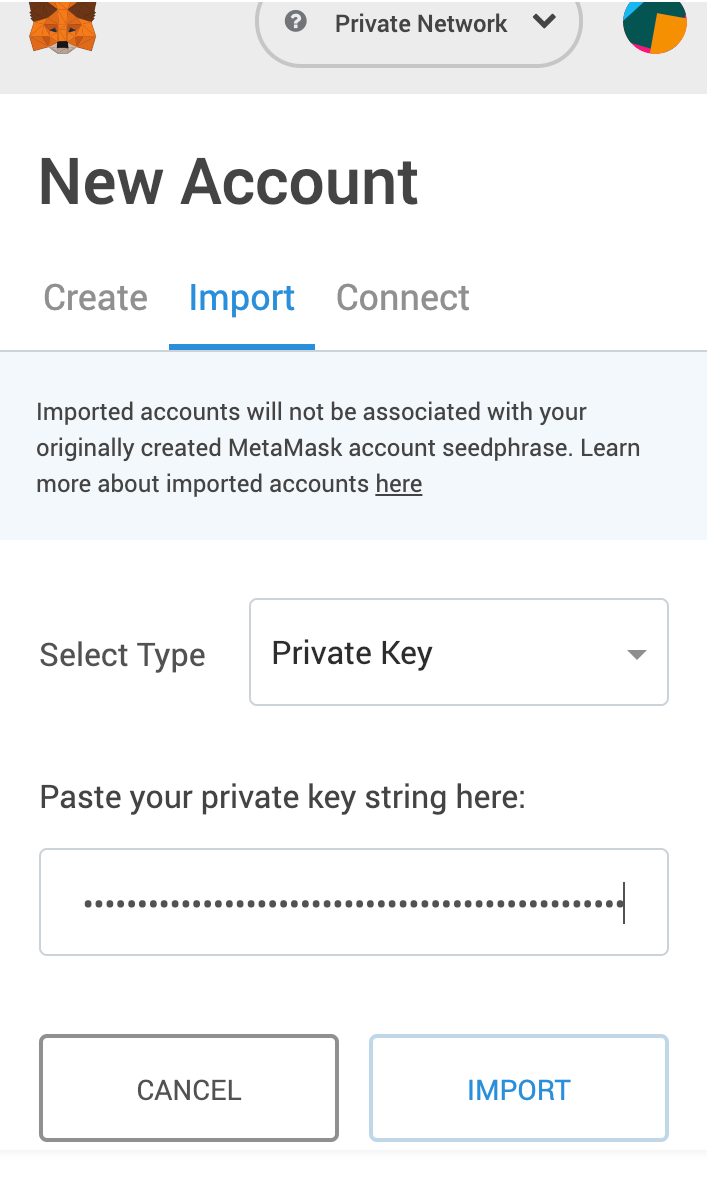 Private Network
New Account
Create Import Connect
Imported accounts will not be associated with your
originally created MetaMask account seedphrase. Learn
more about imported accounts here
Select Type Private Key
Paste your private key string here:
••••••••••••••••••••••••••••••••••••••••••••••••••
CANCEL IMPORT